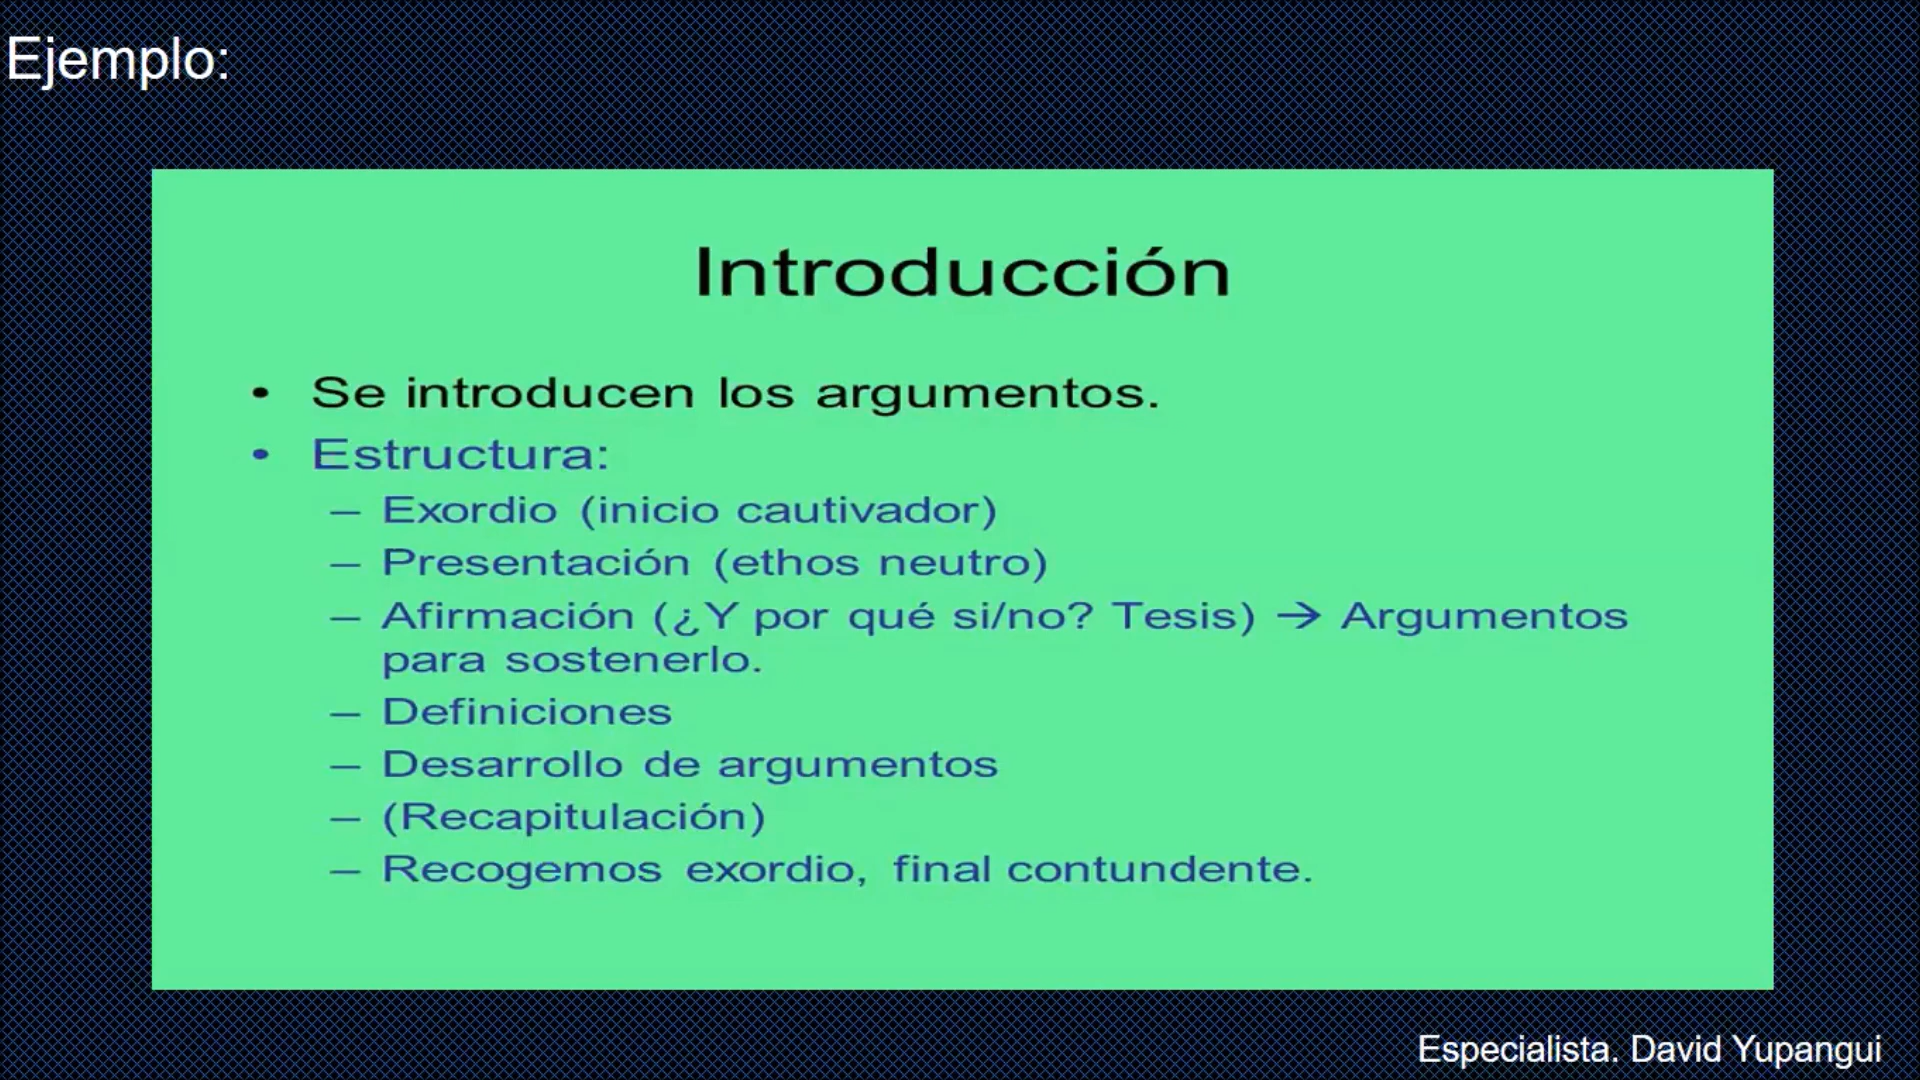 Ejemplo:
Introducción
• Se introducen los argumentos.
• Estructura:
– Exordio (inicio cautivador)
– Presentación (ethos neutro)
– Afirmación (¿Y por qué si/no? Tesis) → Argumentos
para sostenerlo.
– Definiciones
– Desarrollo de argumentos
– (Recapitulación)
– Recogemos exordio, final contundente.
Especialista. David Yupangui